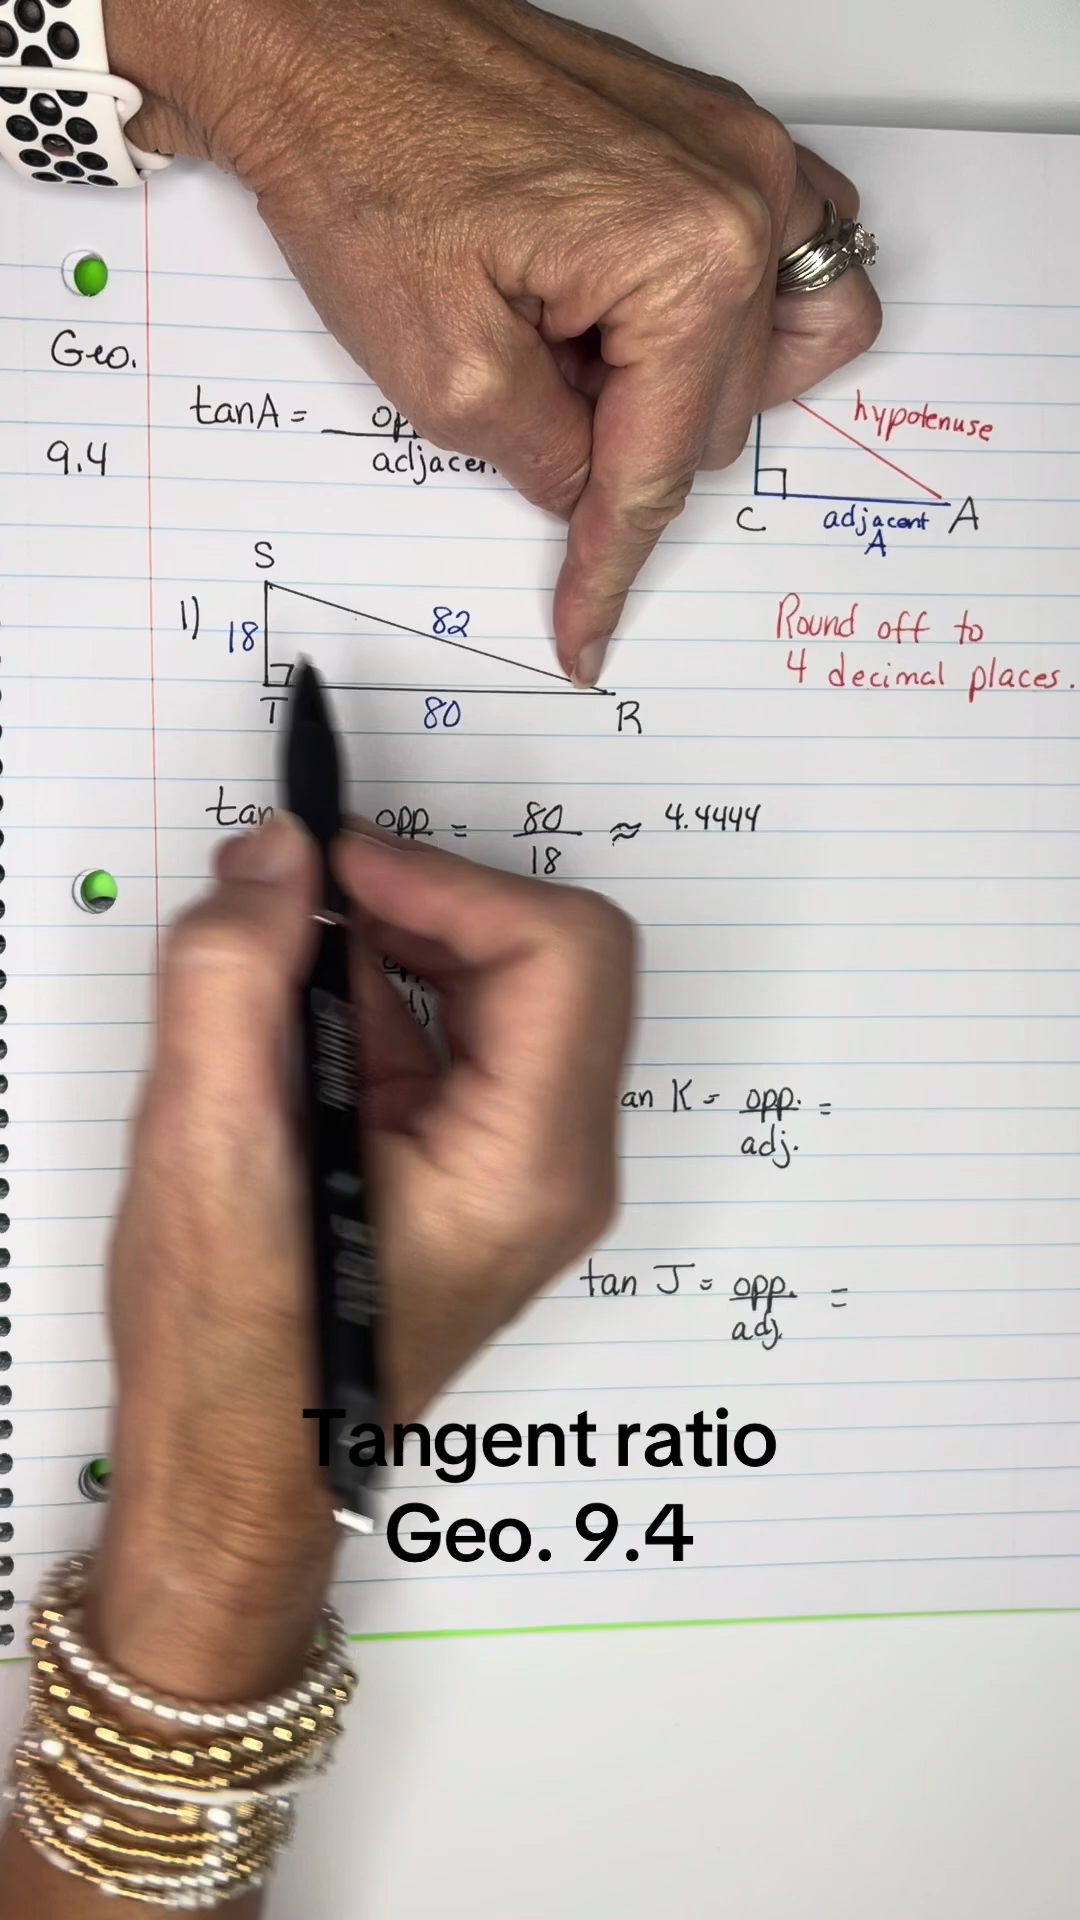 Geo.
9.4
tanA = op
adjacen
hypotenuse
C adjacent A
A
S
1) 18 82
T 80 R
Round off to
4 decimal places.
tan opp = 80 ≈ 4.4444
18
an K = opp. =
adj.
tan J = opp. =
adj.
Tangent ratio
Geo. 9.4